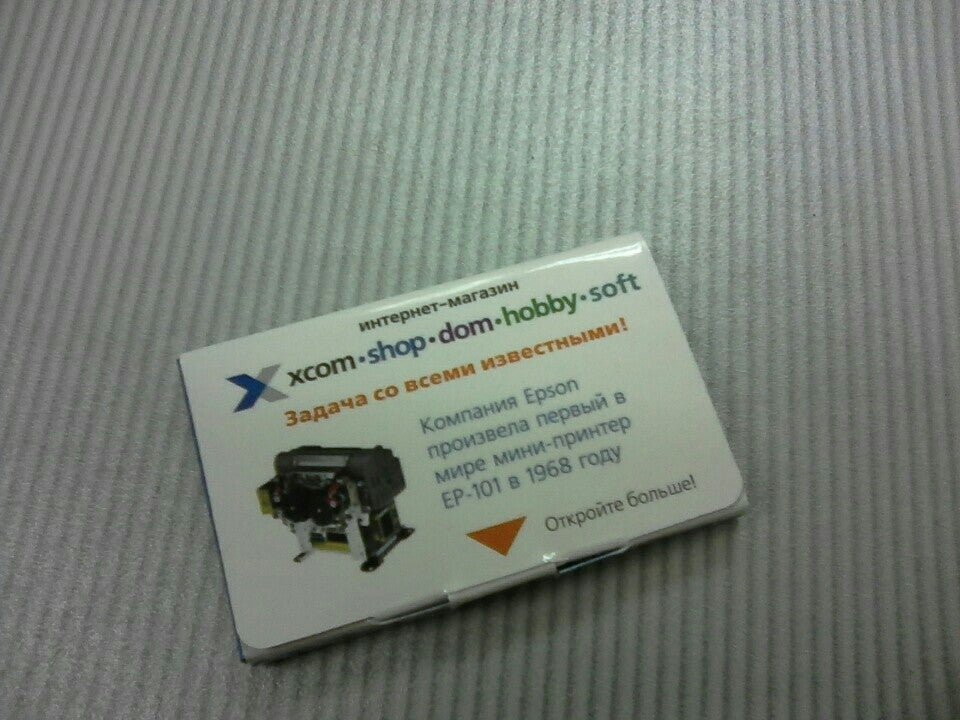 интернет-магазин
xcom•shop•dom•hobby•soft
Задача со всеми известными!
Компания Epson
произвела первый в
мире мини-принтер
EP-101 в 1968 году
Откройте больше!